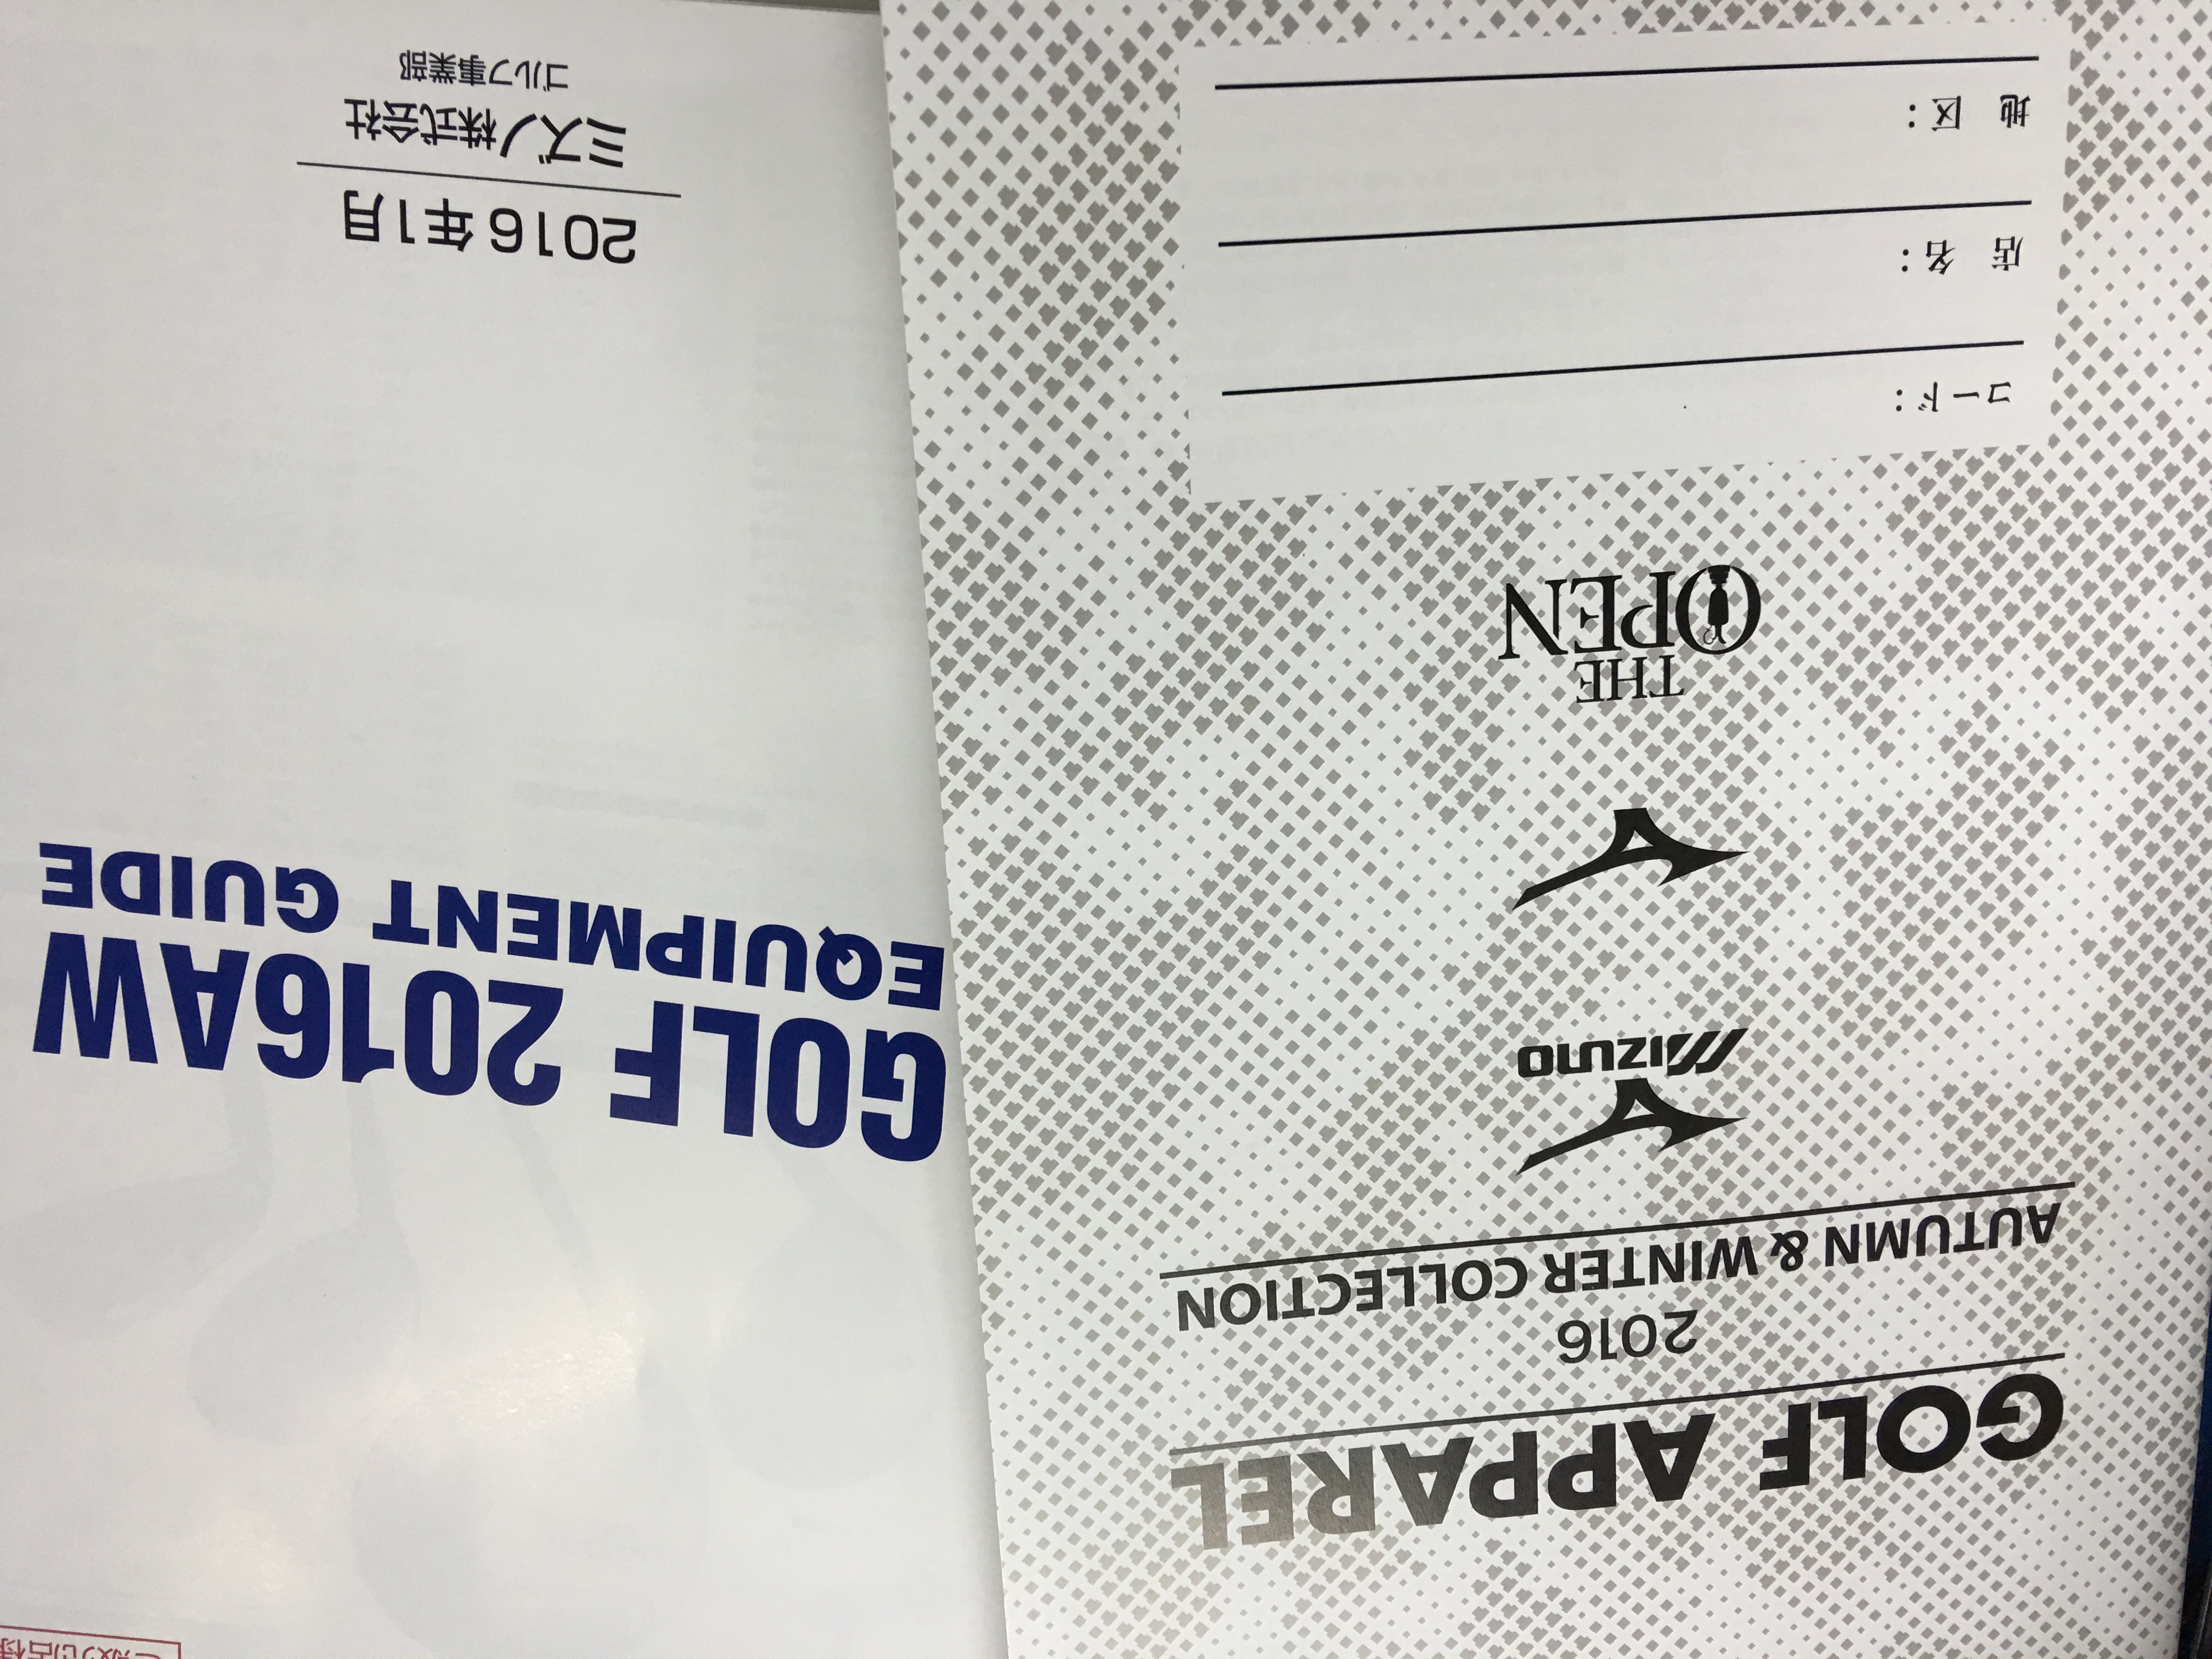 GOLF APPAREL
2016
AUTUMN & WINTER COLLECTION
MIZUNO
THE
OPEN
コード:
店 名:
地 区:
GOLF 2016AW
EQUIPMENT GUIDE
2016年1月
ミズノ株式会社
ゴルフ事業部